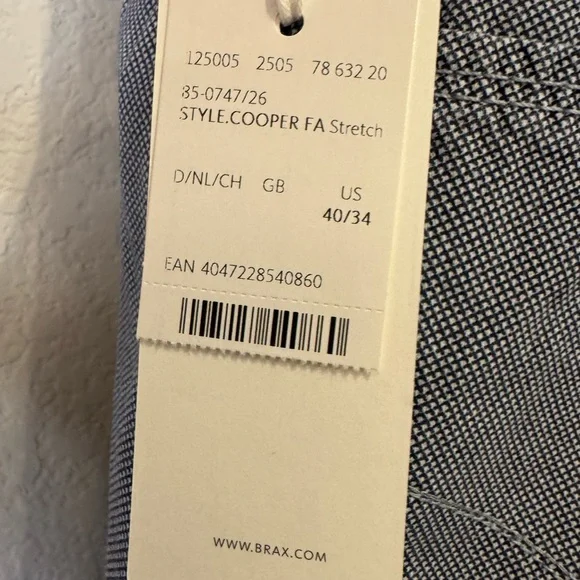 125005 2505 78 632 20
85-0747/26
STYLE.COOPER FA Stretch
D/NL/CH GB US
40/34
EAN 4047228540860
WWW.BRAX.COM